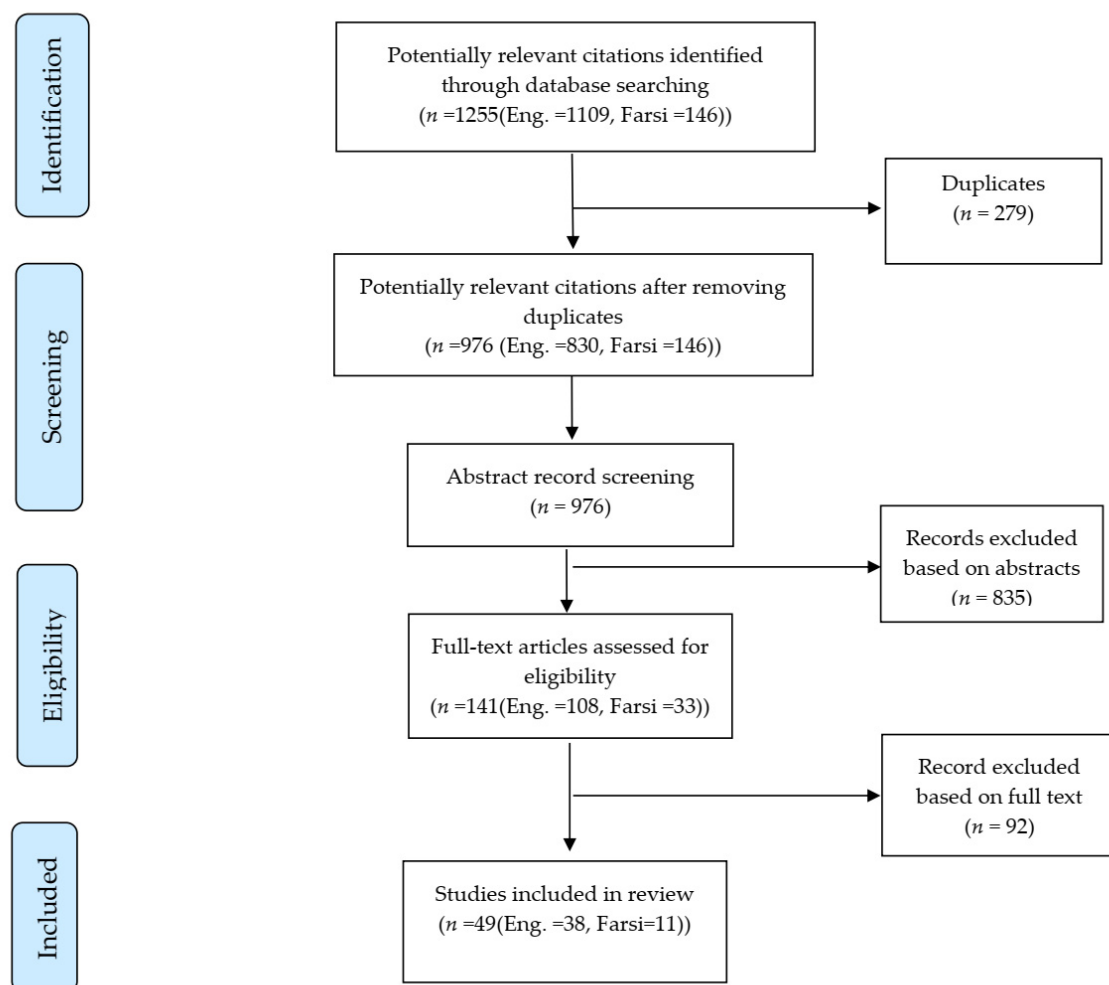 Identification
Potentially relevant citations identified
through database searching
(n =1255(Eng. =1109, Farsi =146))
Duplicates
(n = 279)
Screening
Potentially relevant citations after removing
duplicates
(n =976 (Eng. =830, Farsi =146))
Abstract record screening
(n = 976)
Records excluded
based on abstracts
(n = 835)
Eligibility
Full-text articles assessed for
eligibility
(n =141(Eng. =108, Farsi =33))
Record excluded
based on full text
(n = 92)
Included
Studies included in review
(n =49(Eng. =38, Farsi=11))